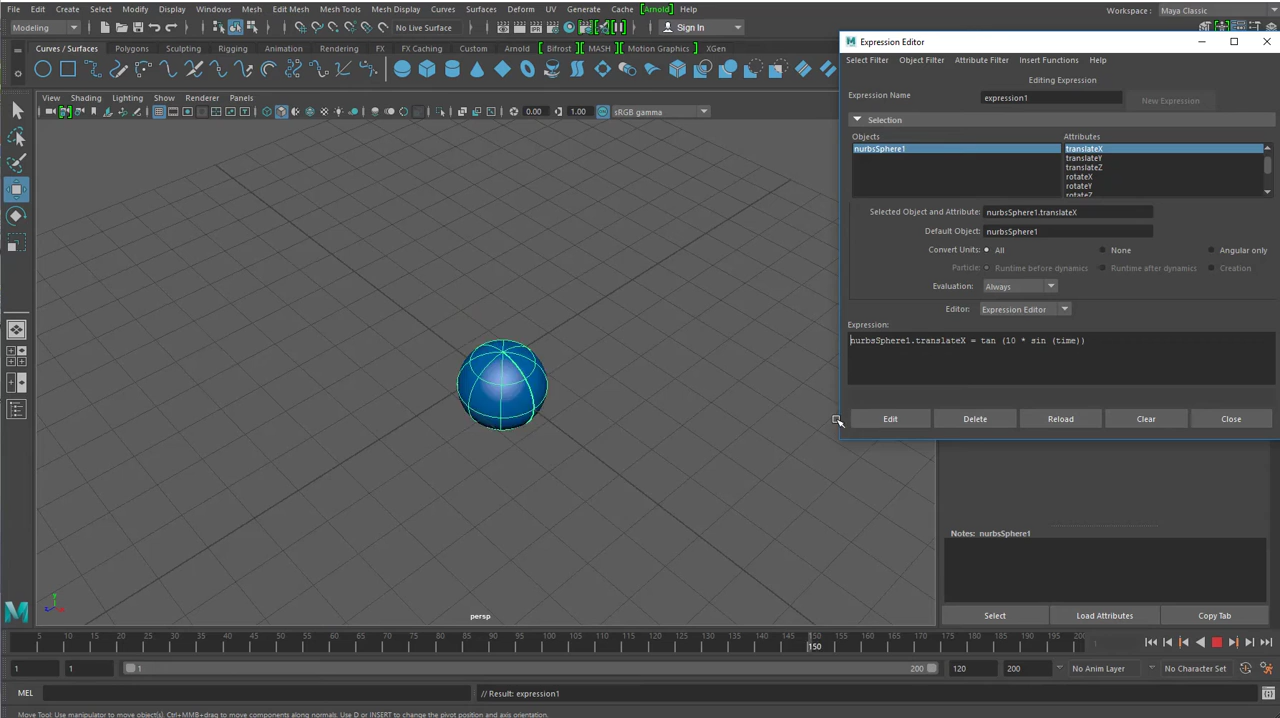 File Edit Create Select Modify Display Windows Mesh Edit Mesh Mesh Tools Mesh Display Curves Surfaces Deform UV Generate Cache [Arnold] Workspace : Maya Classic
Modeling No Live Surface Sign In
Curves / Surfaces Polygons Sculpting Rigging Animation Rendering FX FX Caching Custom Arnold Bifrost MASH Motion Graphics XGen
View Shading Lighting Show Renderer Panels
0.00 1.00 sRGB gamma
Expression Editor
Select Filter Object Filter Attribute Filter Insert Functions Help
Editing Expression
Expression Name expression1 New Expression
Selection
Objects Attributes
nurbsSphere1 translateX
translateY
translateZ
rotateX
rotateY
rotateZ
Selected Object and Attribute: nurbsSphere1.translateX
Default Object: nurbsSphere1
Convert Units: All None Angular only
Particle: Runtime before dynamics Runtime after dynamics Creation
Evaluation: Always
Editor: Expression Editor
Expression:
nurbsSphere1.translateX = tan (10 * sin (time))
Edit Delete Reload Clear Close
Notes: nurbsSphere1
Select Load Attributes Copy Tab
persp
5 10 15 20 25 30 35 40 45 50 55 60 65 70 75 80 85 90 95 100 105 110 115 120 125 130 135 140 145 150 155 160 165 170 175 180 185 190 195 200 1
150
1 1 1 200 120 200 No Anim Layer No Character Set
MEL // Result: expression1
Move Tool: Use manipulator to move object(s). Ctrl+MMB+drag to move components along normals. Use D or INSERT to change the pivot position and axis orientation.